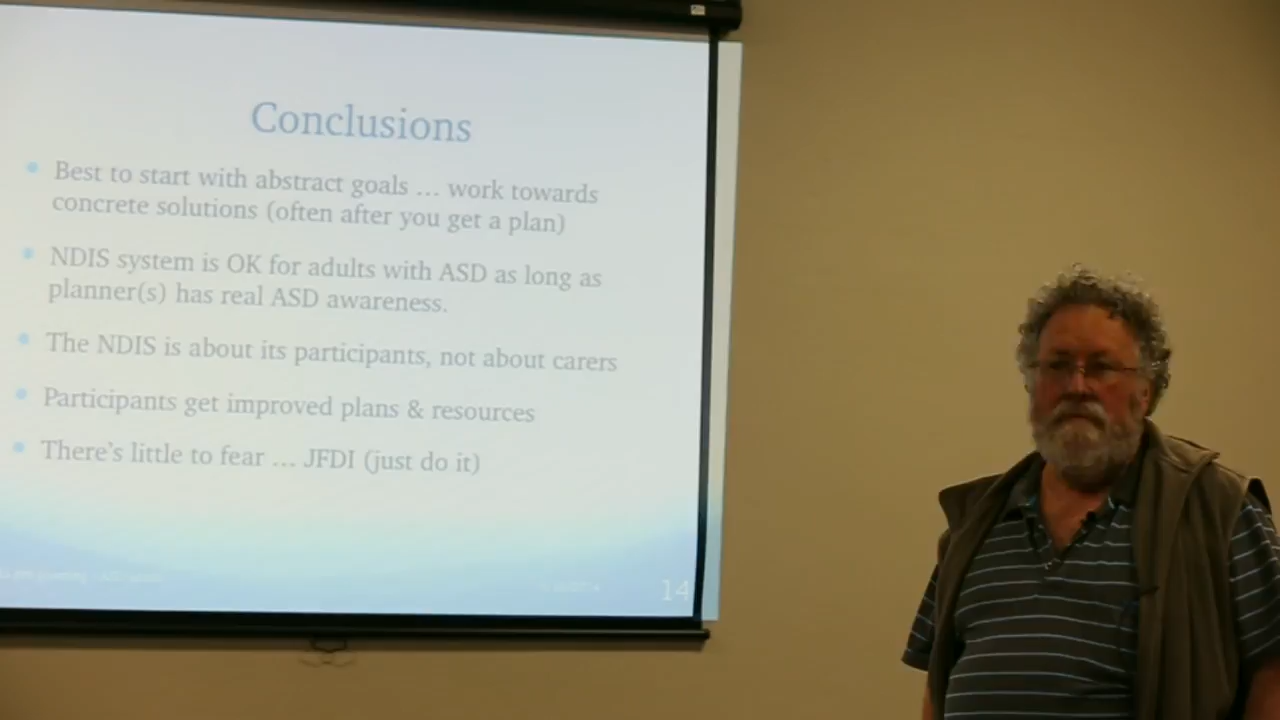 Conclusions
Best to start with abstract goals … work towards
concrete solutions (often after you get a plan)
NDIS system is OK for adults with ASD as long as
planner(s) has real ASD awareness.
The NDIS is about its participants, not about carers
Participants get improved plans & resources
There's little to fear … JFDI (just do it)
14